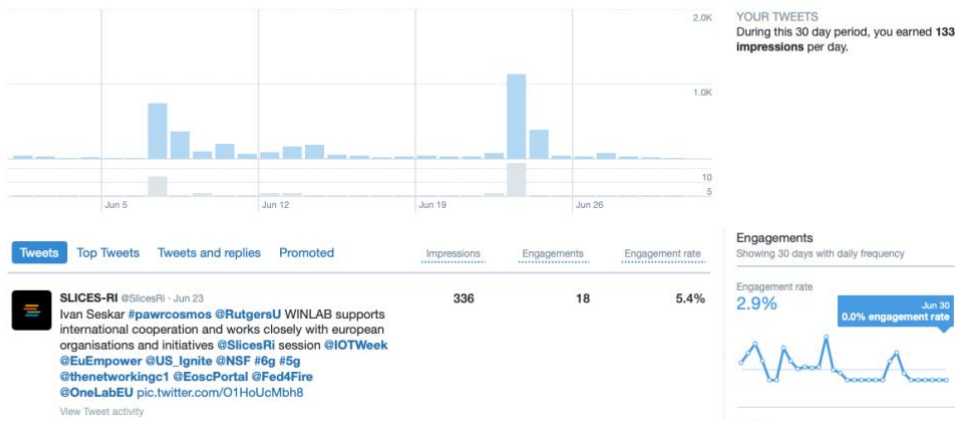 2.0K
1.0K
10
5
Jun 5
Jun 12
Jun 19
Jun 26
YOUR TWEETS
During this 30 day period, you earned 133
impressions per day.
Tweets
Top Tweets
Tweets and replies
Promoted
Impressions
Engagements
Engagement rate
SLICES-RI @SlicesRi · Jun 23
Ivan Seskar #pawrcosmos @RutgersU WINLAB supports
international cooperation and works closely with european
organisations and initiatives @SlicesRi session @IOTWeek
@EuEmpower @US_Ignite @NSF #6g #5g
@thenetworkingc1 @EoscPortal @Fed4Fire
@OneLabEU pic.twitter.com/O1HoUcMbh8
View Tweet activity
336
18
5.4%
Engagements
Showing 30 days with daily frequency
Engagement rate
2.9%
Jun 30
0.0% engagement rate